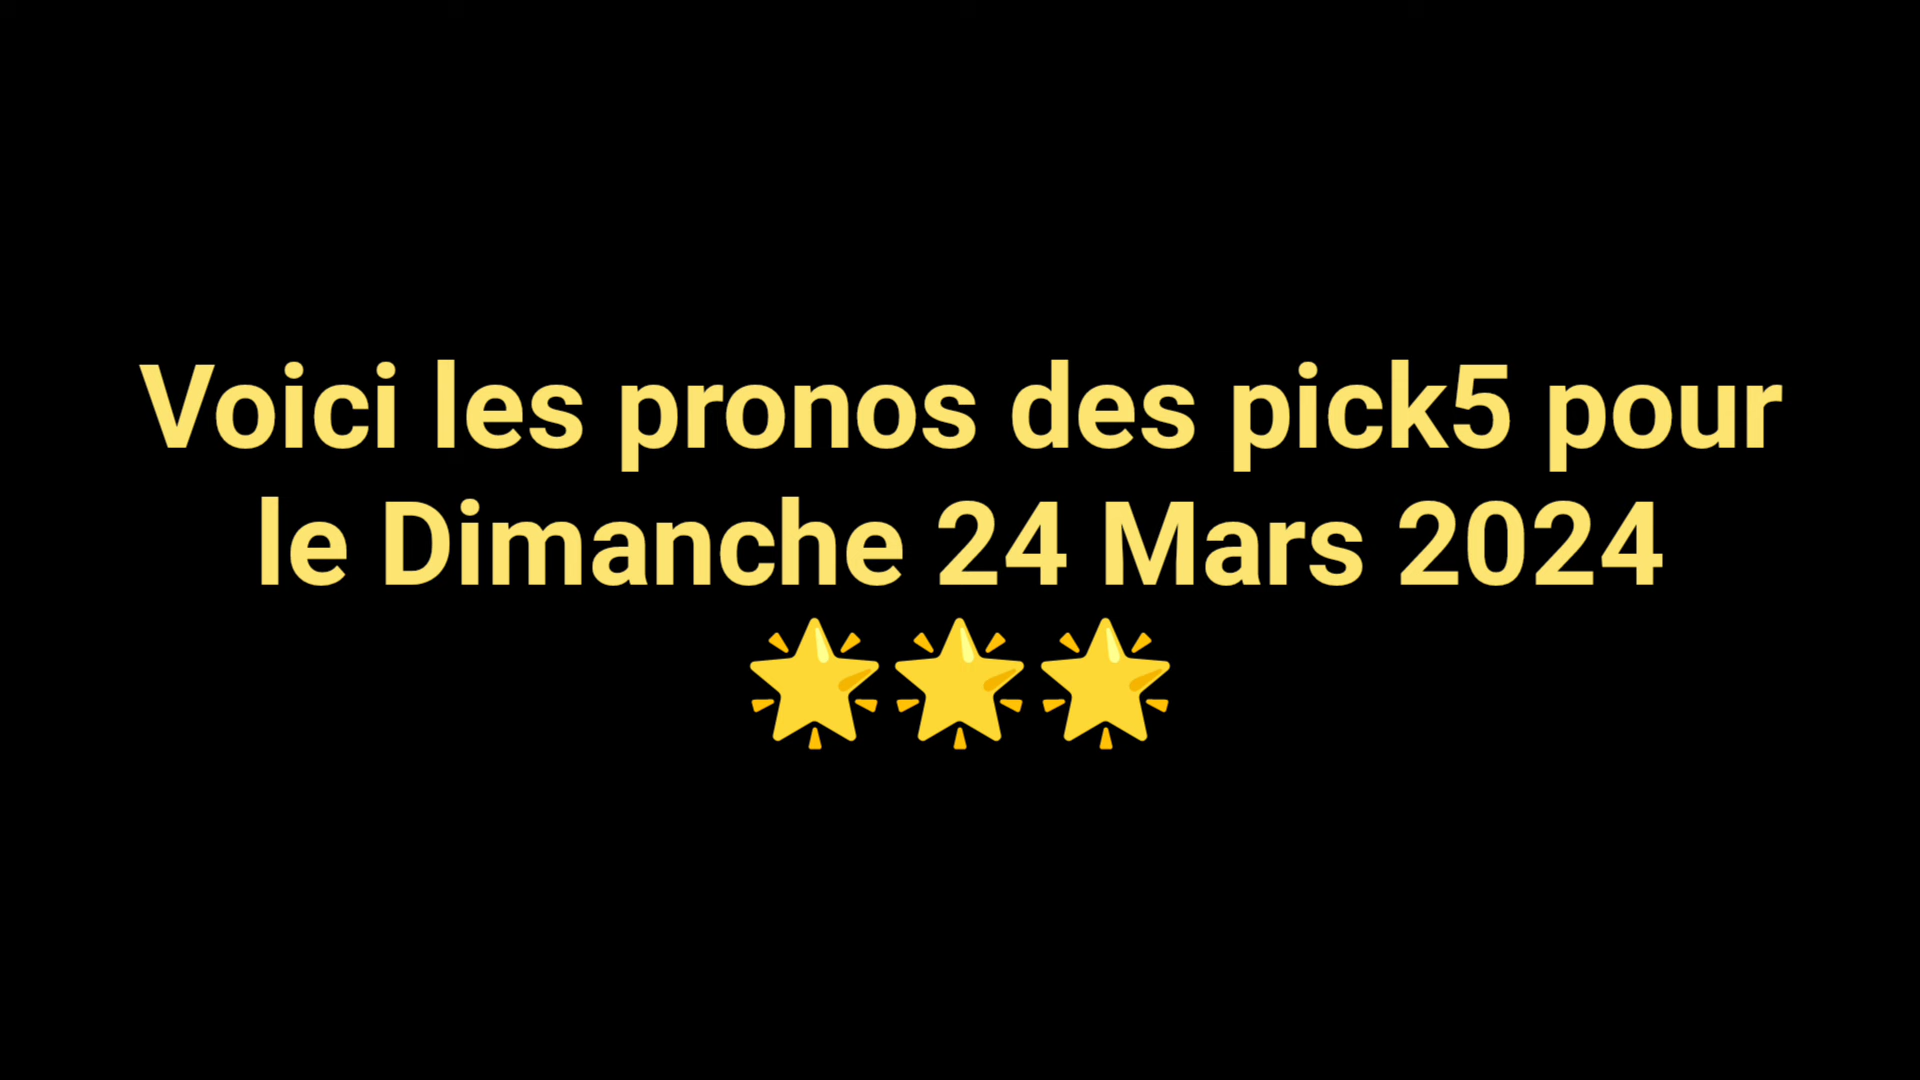 Voici les pronos des pick5 pour
le Dimanche 24 Mars 2024
🌟🌟🌟